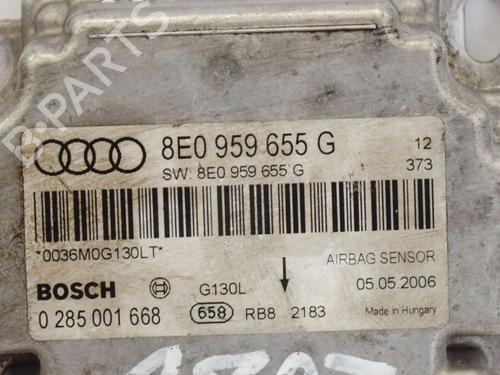 8E0 959 655 G
12
SW: 8E0 959 655 G
373
*0036M0G130LT*
AIRBAG SENSOR
BOSCH
G130L
05.05.2006
0 285 001 668
658
RB8 2183
Made in Hungary
B-PARTS